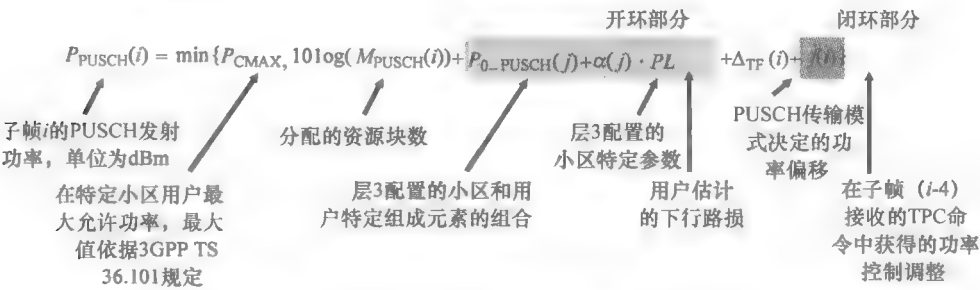 开环部分
闭环部分
P_PUSCH(i) = min{P_CMAX, 10log(M_PUSCH(i))+P_0_PUSCH(j)+α(j)·PL +Δ_TF(i)+f(i)}
子帧i的PUSCH发射
功率，单位为dBm
分配的资源块数
层3配置的
小区特定参数
PUSCH传输模
式决定的功
率偏移
在特定小区用户最
大允许功率，最大
值依据3GPP TS
36.101规定
层3配置的小区和用
户特定组成元素的组合
用户估计
的下行路损
在子帧（i-4）
接收的TPC命
令中获得的功率
控制调整